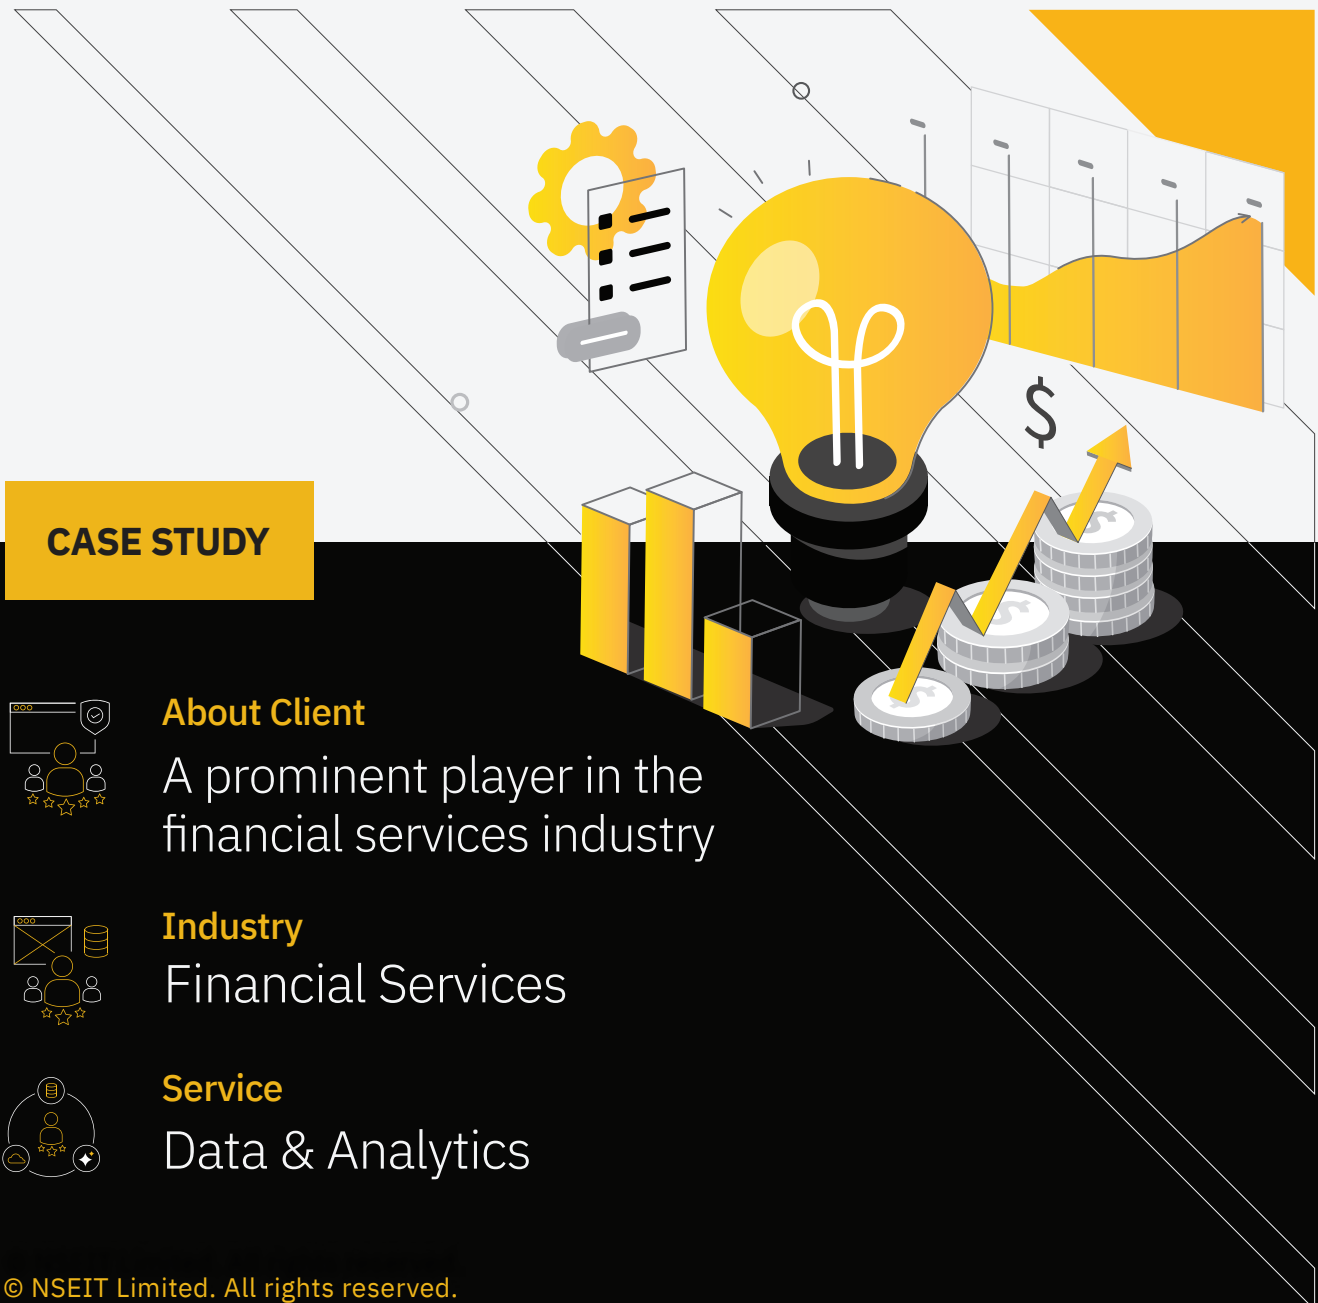 $
CASE STUDY
About Client
A prominent player in the
financial services industry
Industry
Financial Services
Service
Data & Analytics
© NSEIT Limited. All rights reserved.